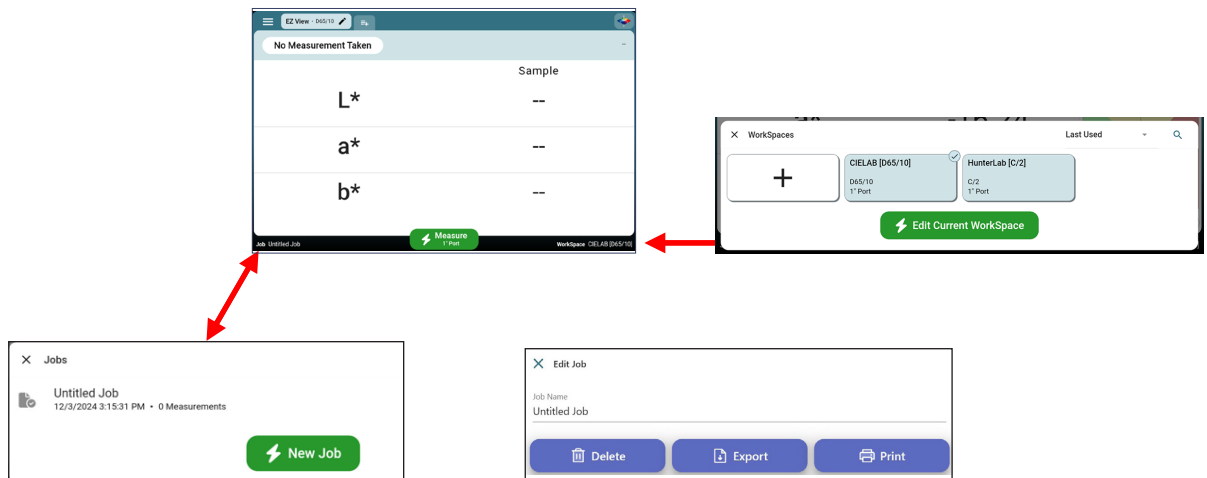 EZ View · D65/10
No Measurement Taken
Sample
L* --
a* --
b* --
Measure
1" Port
Job Untitled Job
WorkSpace CIELAB [D65/10]
WorkSpaces
Last Used
CIELAB [D65/10]
D65/10
1" Port
HunterLab [C/2]
C/2
1" Port
Edit Current WorkSpace
Jobs
Untitled Job
12/3/2024 3:15:31 PM • 0 Measurements
New Job
Edit Job
Job Name
Untitled Job
Delete
Export
Print